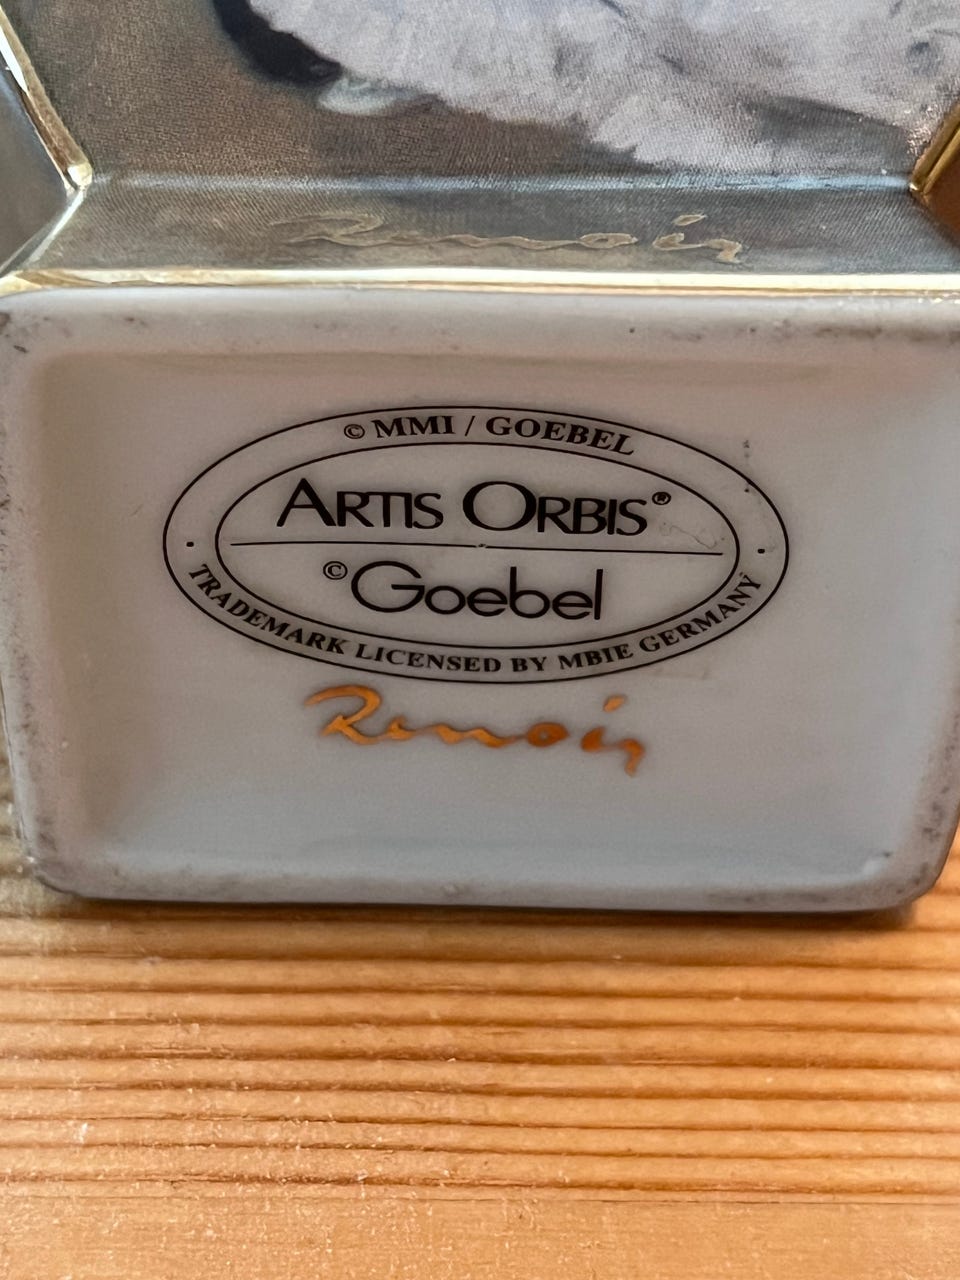 Renoir
© MMI / GOEBEL
ARTIS ORBIS®
©Goebel
· TRADEMARK LICENSED BY MBIE GERMANY ·
Renoir